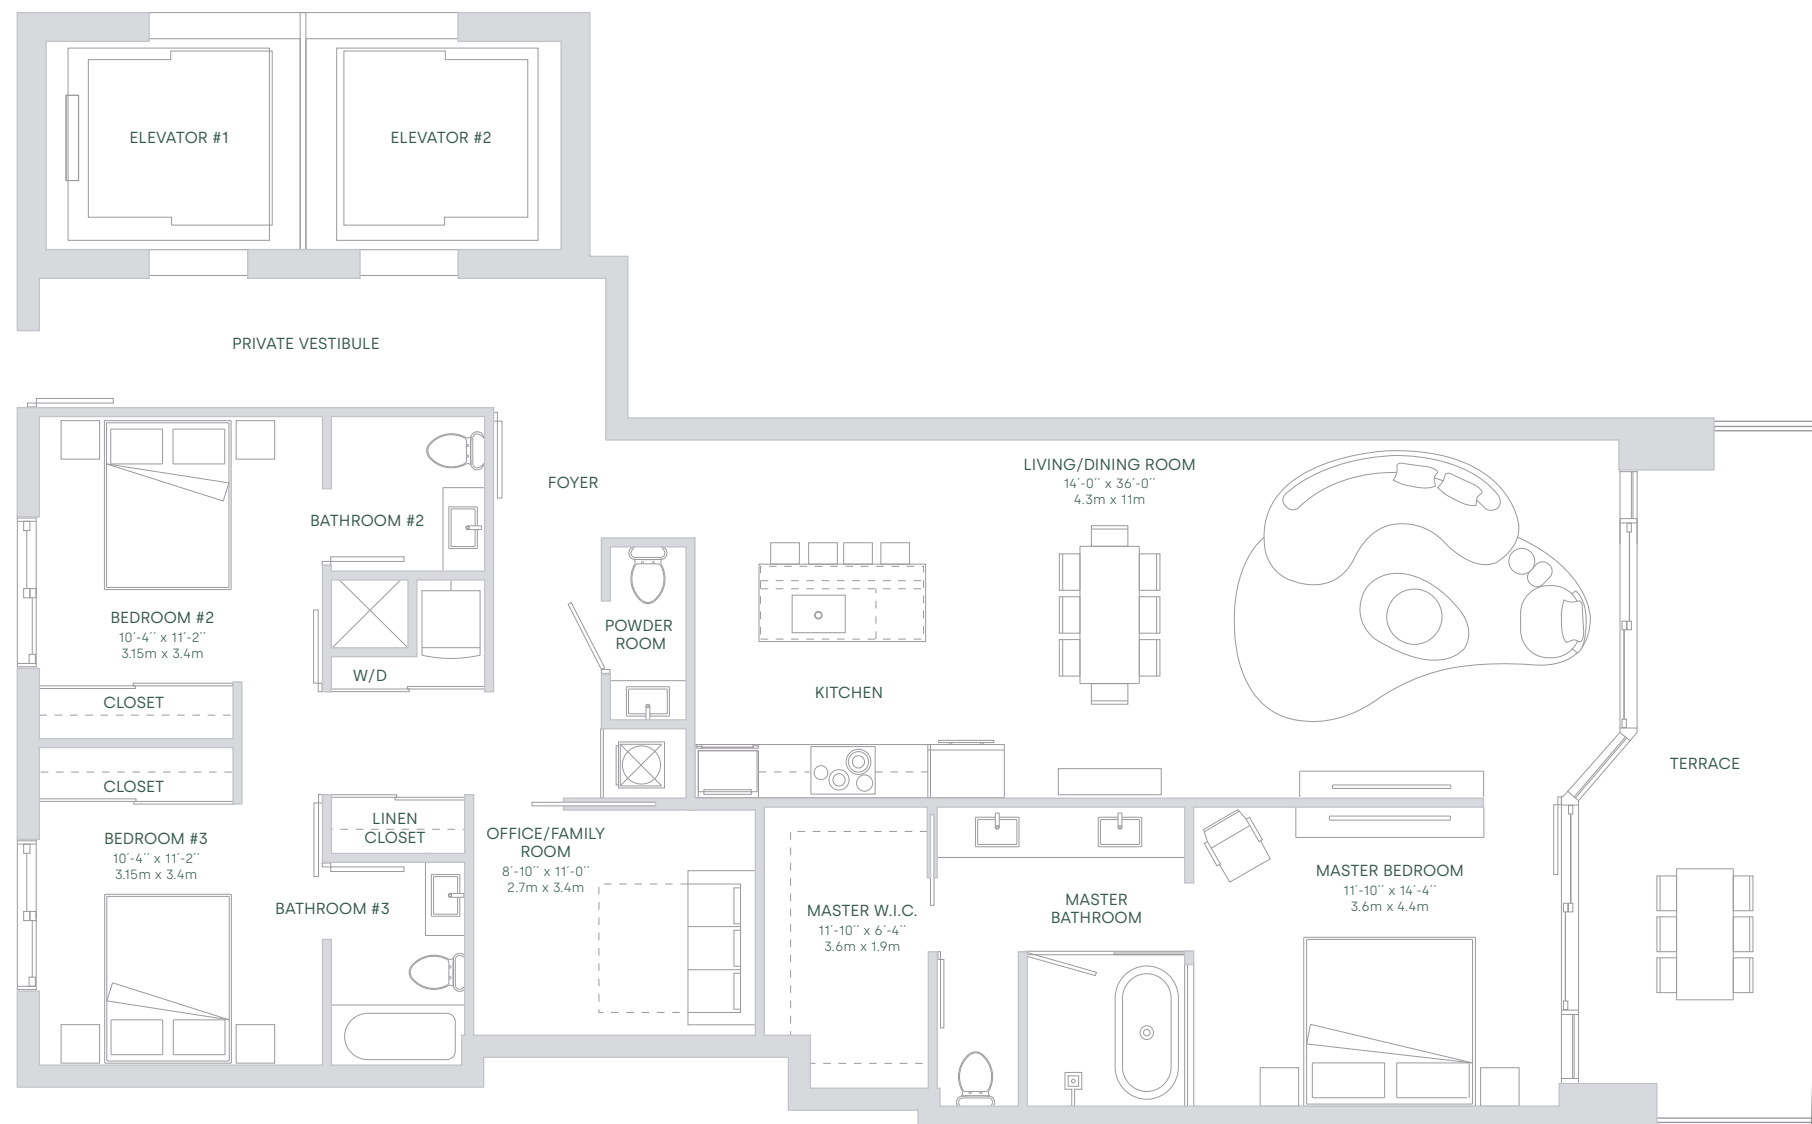 ELEVATOR #1
ELEVATOR #2
PRIVATE VESTIBULE
FOYER
LIVING/DINING ROOM
14´-0´´ x 36´-0´´
4.3m x 11m
BATHROOM #2
BEDROOM #2
10´-4´´ x 11´-2´´
3.15m x 3.4m
POWDER
ROOM
W/D
KITCHEN
CLOSET
TERRACE
CLOSET
LINEN
CLOSET
BEDROOM #3
10´-4´´ x 11´-2´´
3.15m x 3.4m
OFFICE/FAMILY
ROOM
8´-10´´ x 11´-0´´
2.7m x 3.4m
BATHROOM #3
MASTER W.I.C.
11´-10´´ x 6´-4´´
3.6m x 1.9m
MASTER
BATHROOM
MASTER BEDROOM
11´-10´´ x 14´-4´´
3.6m x 4.4m